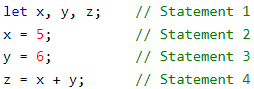 let x, y, z;    // Statement 1
x = 5;          // Statement 2
y = 6;          // Statement 3
z = x + y;      // Statement 4